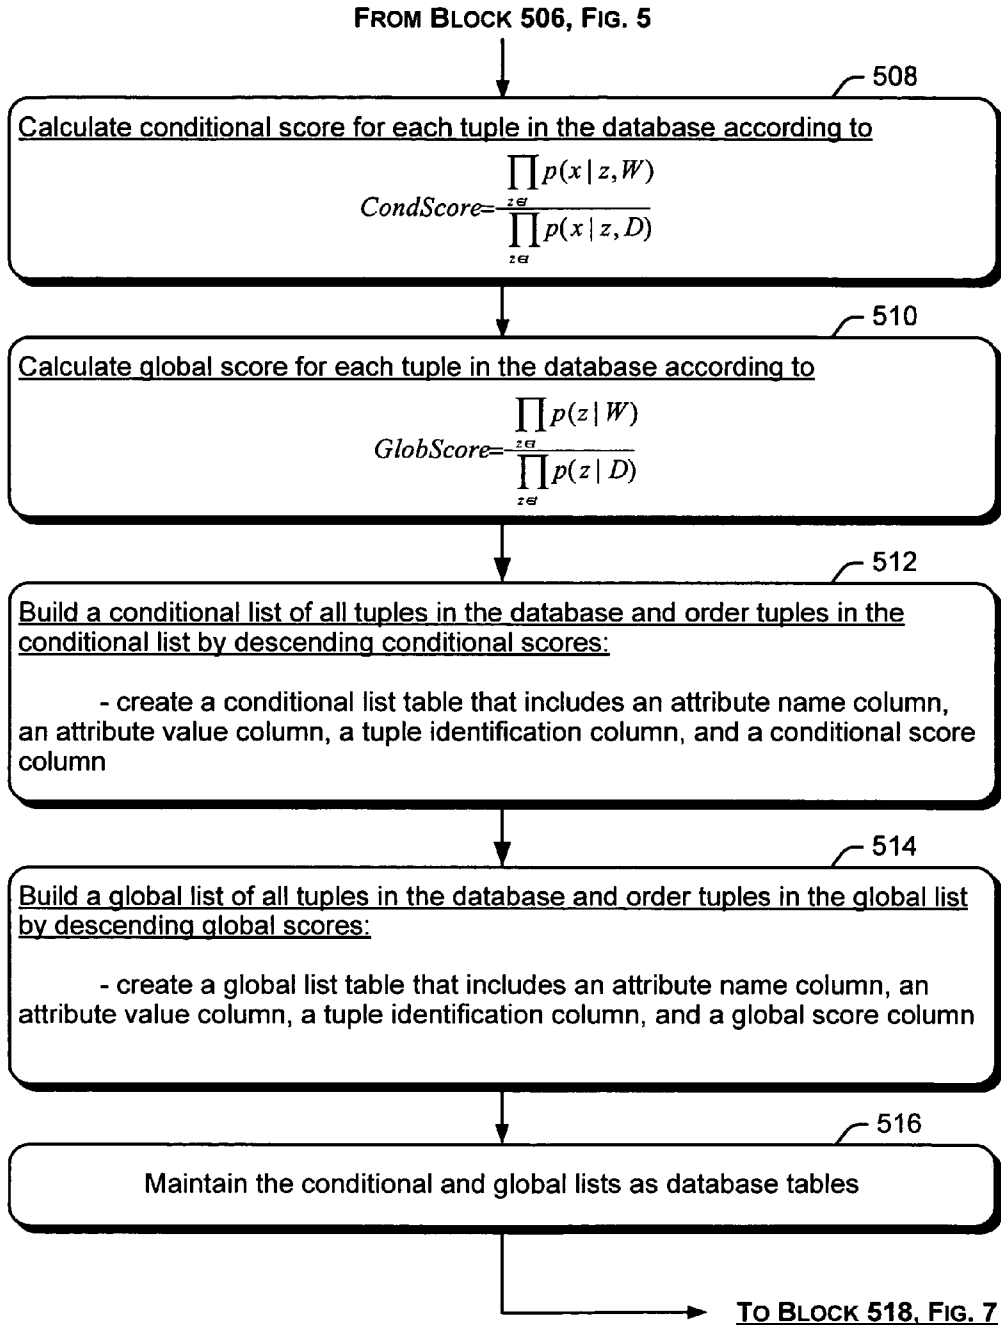 FROM BLOCK 506, FIG. 5
508
Calculate conditional score for each tuple in the database according to
CondScore = ∏_{z∈t} p(x | z, W) / ∏_{z∈t} p(x | z, D)
510
Calculate global score for each tuple in the database according to
GlobScore = ∏_{z∈t} p(z | W) / ∏_{z∈t} p(z | D)
512
Build a conditional list of all tuples in the database and order tuples in the
conditional list by descending conditional scores:
- create a conditional list table that includes an attribute name column,
an attribute value column, a tuple identification column, and a conditional score
column
514
Build a global list of all tuples in the database and order tuples in the global list
by descending global scores:
- create a global list table that includes an attribute name column, an
attribute value column, a tuple identification column, and a global score column
516
Maintain the conditional and global lists as database tables
TO BLOCK 518, FIG. 7